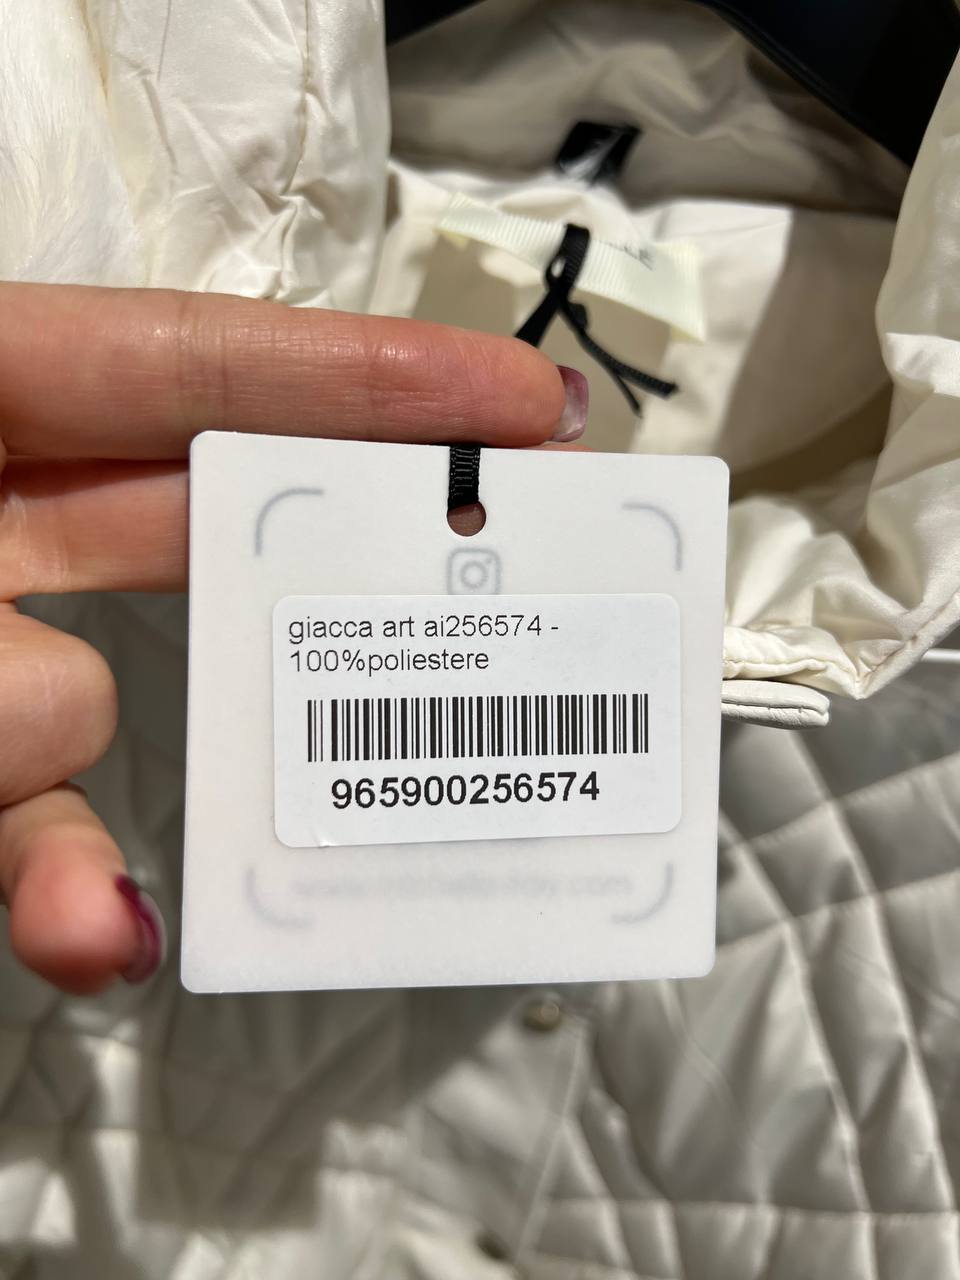 giacca art ai256574 -
100%poliestere
965900256574